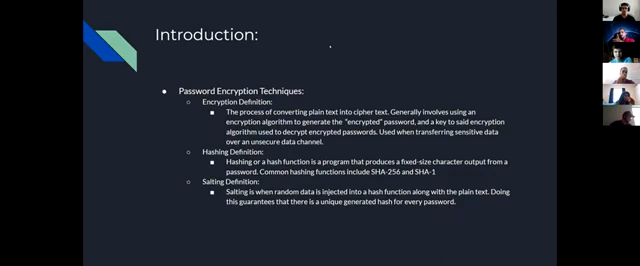 Introduction:
Password Encryption Techniques:
Encryption Definition:
The process of converting plain text into cipher text. Generally involves using an
encryption algorithm to generate the "encrypted" password, and a key to said encryption
algorithm used to decrypt encrypted passwords. Used when transferring sensitive data
over an unsecure data channel.
Hashing Definition:
Hashing or a hash function is a program that produces a fixed-size character output from a
password. Common hashing functions include SHA-256 and SHA-1
Salting Definition:
Salting is when random data is injected into a hash function along with the plain text. Doing
this guarantees that there is a unique generated hash for every password.